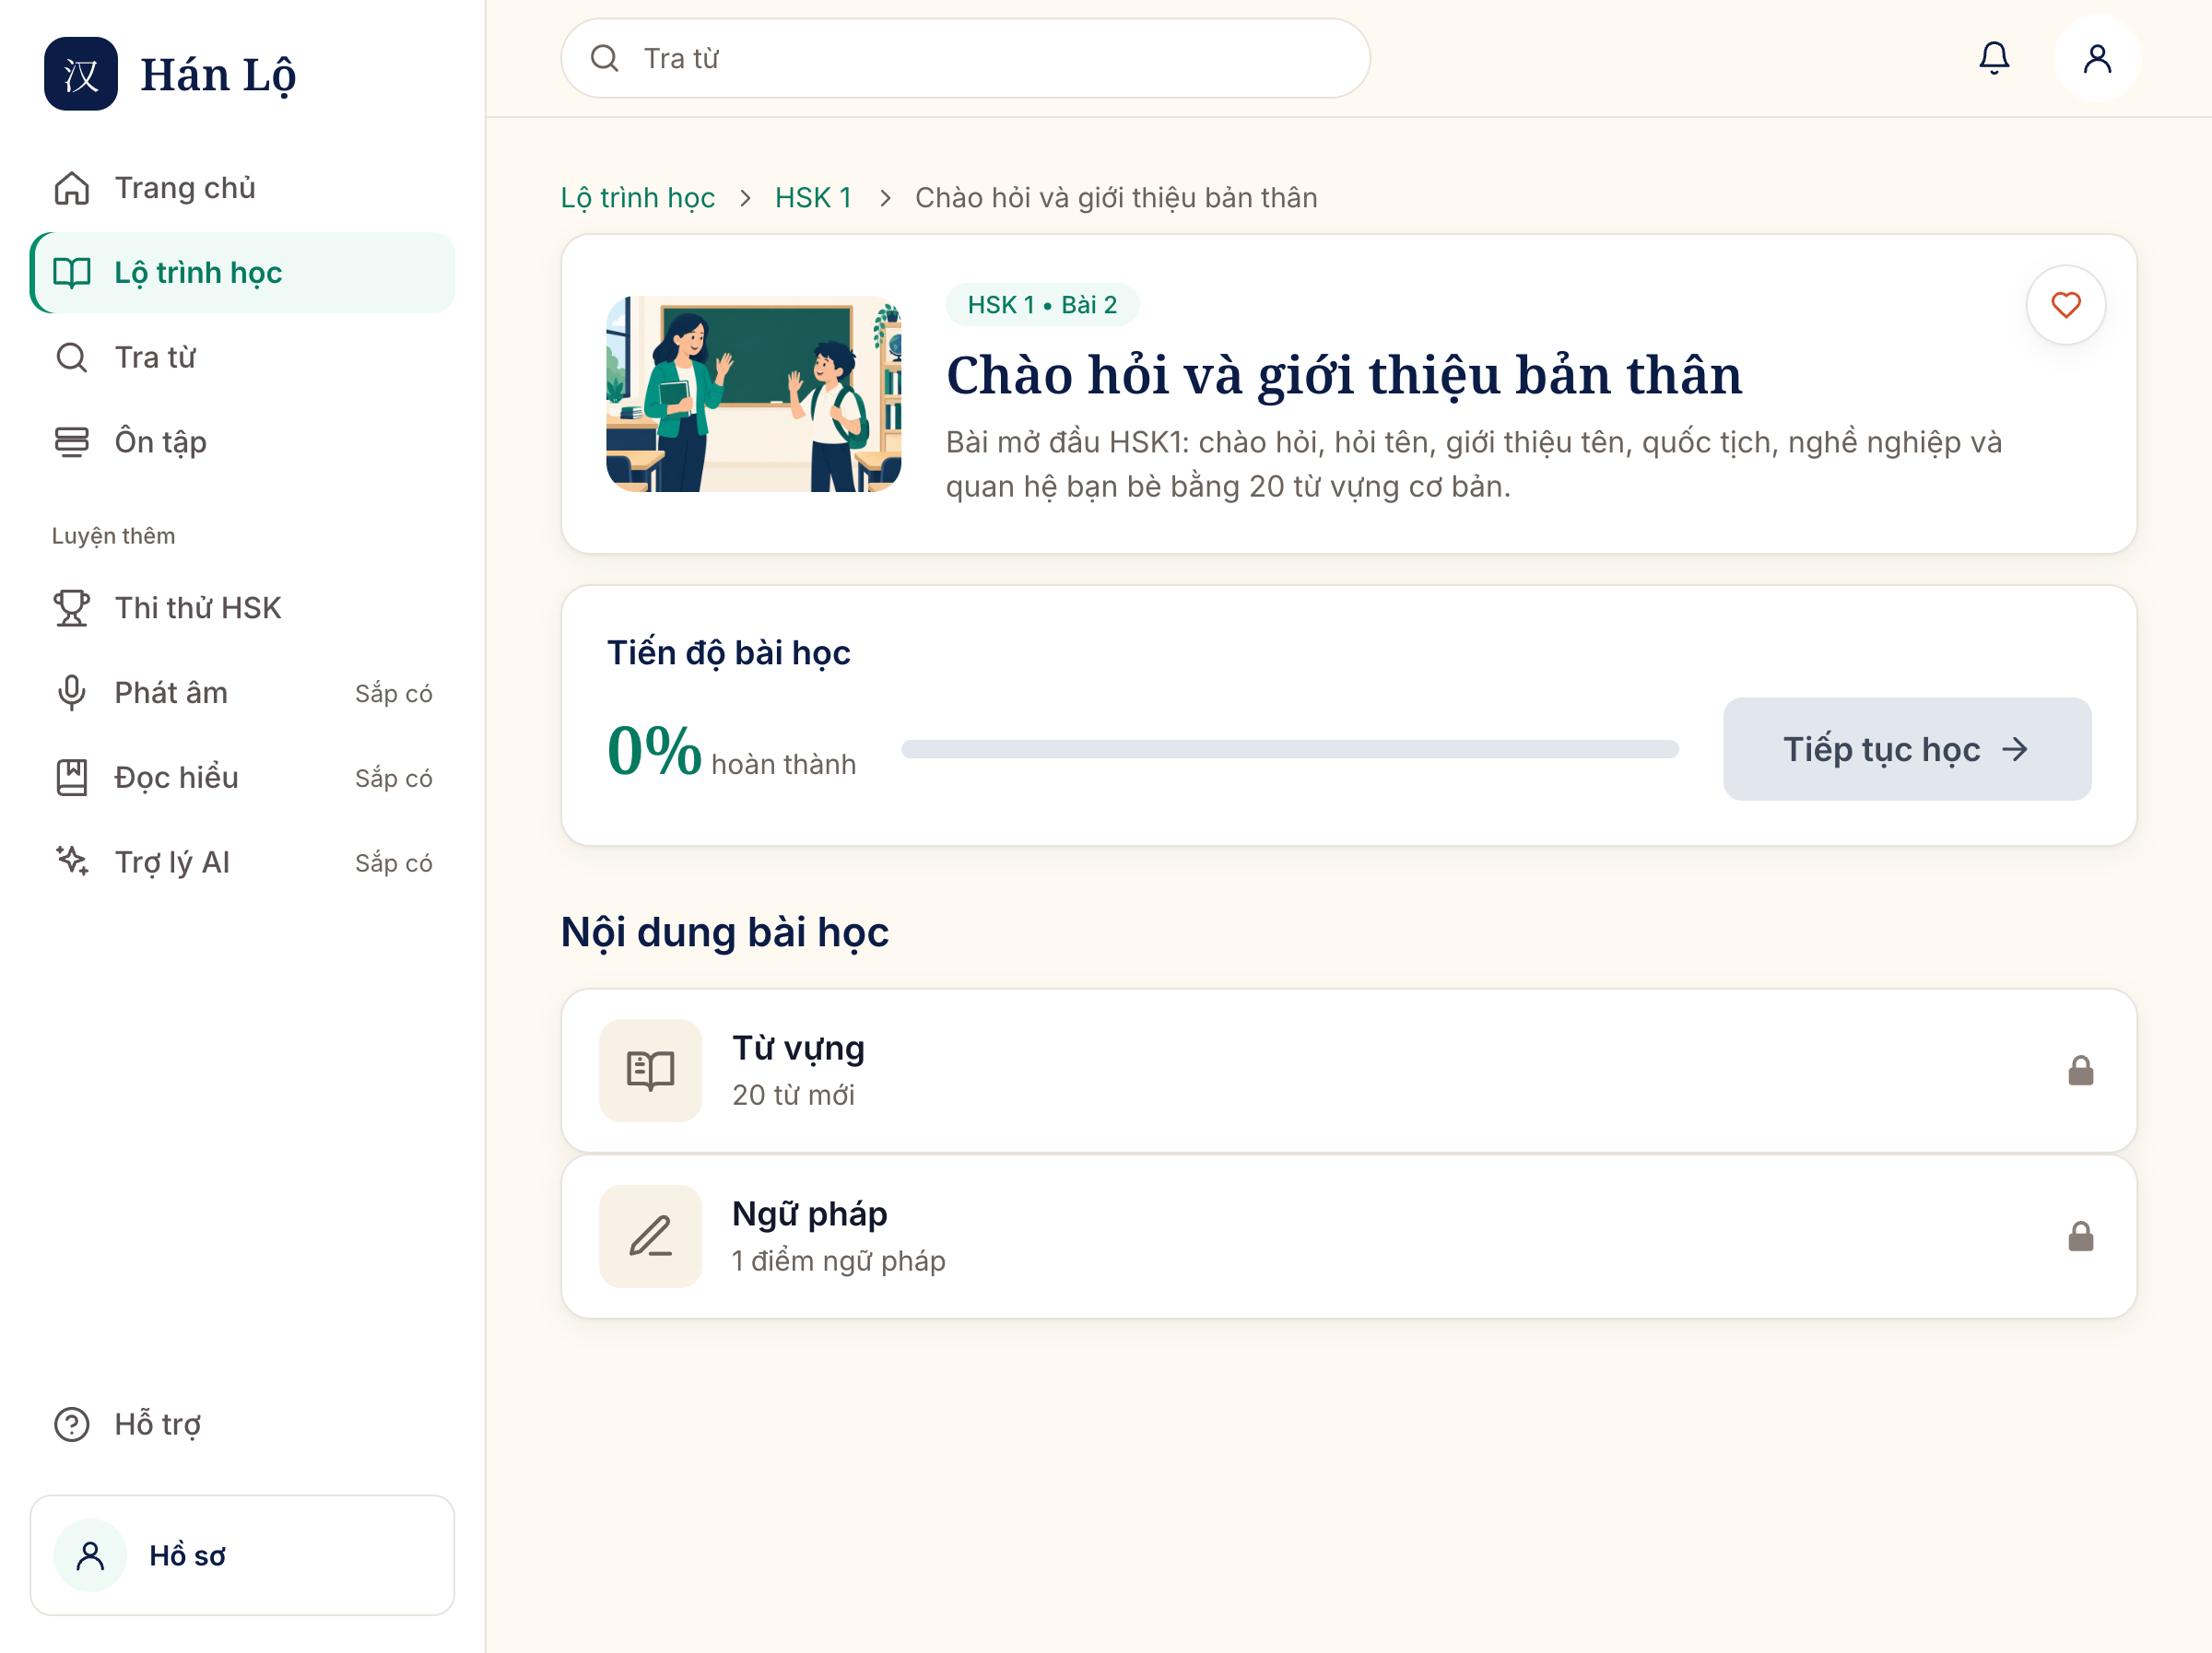 汉 Hán Lộ
Trang chủ
Lộ trình học
Tra từ
Ôn tập
Luyện thêm
Thi thử HSK
Phát âm Sắp có
Đọc hiểu Sắp có
Trợ lý AI Sắp có
Hỗ trợ
Hồ sơ
Tra từ
Lộ trình học > HSK 1 > Chào hỏi và giới thiệu bản thân
HSK 1 • Bài 2
Chào hỏi và giới thiệu bản thân
Bài mở đầu HSK1: chào hỏi, hỏi tên, giới thiệu tên, quốc tịch, nghề nghiệp và
quan hệ bạn bè bằng 20 từ vựng cơ bản.
Tiến độ bài học
0% hoàn thành
Tiếp tục học →
Nội dung bài học
Từ vựng
20 từ mới
Ngữ pháp
1 điểm ngữ pháp